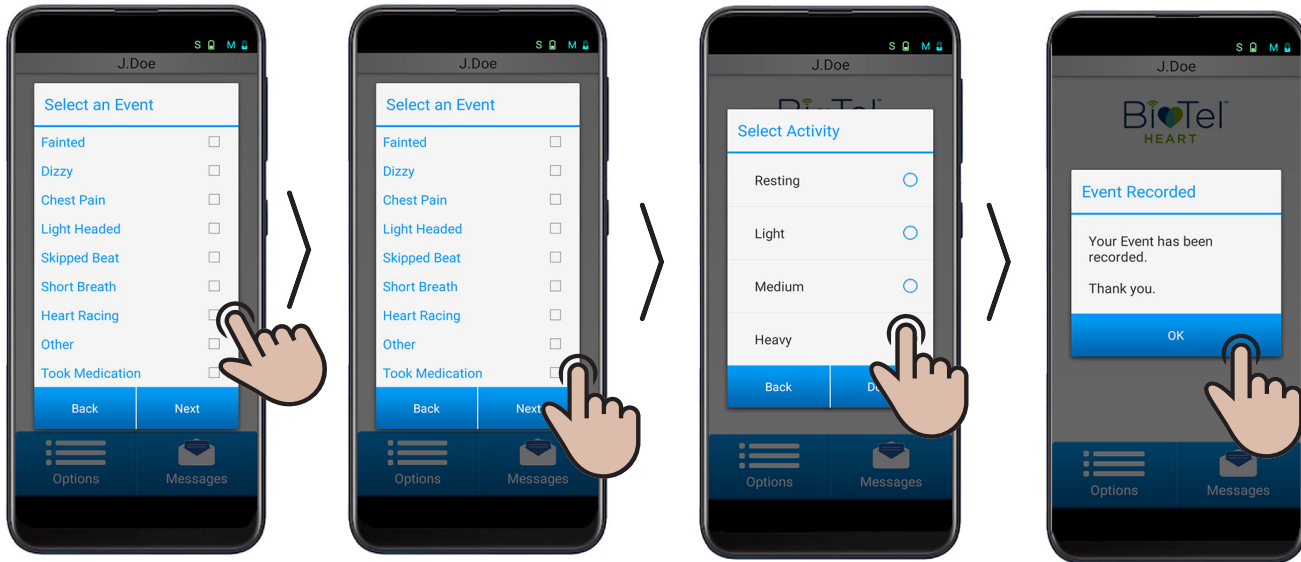 S M
J.Doe
Select an Event
Fainted
Dizzy
Chest Pain
Light Headed
Skipped Beat
Short Breath
Heart Racing
Other
Took Medication
Back Next
Options Messages
S M
J.Doe
Select an Event
Fainted
Dizzy
Chest Pain
Light Headed
Skipped Beat
Short Breath
Heart Racing
Other
Took Medication
Back Next
Options Messages
S M
J.Doe
Select Activity
Resting
Light
Medium
Heavy
Back
Options Messages
S M
J.Doe
BioTel™
HEART
Event Recorded
Your Event has been
recorded.
Thank you.
OK
Options Messages